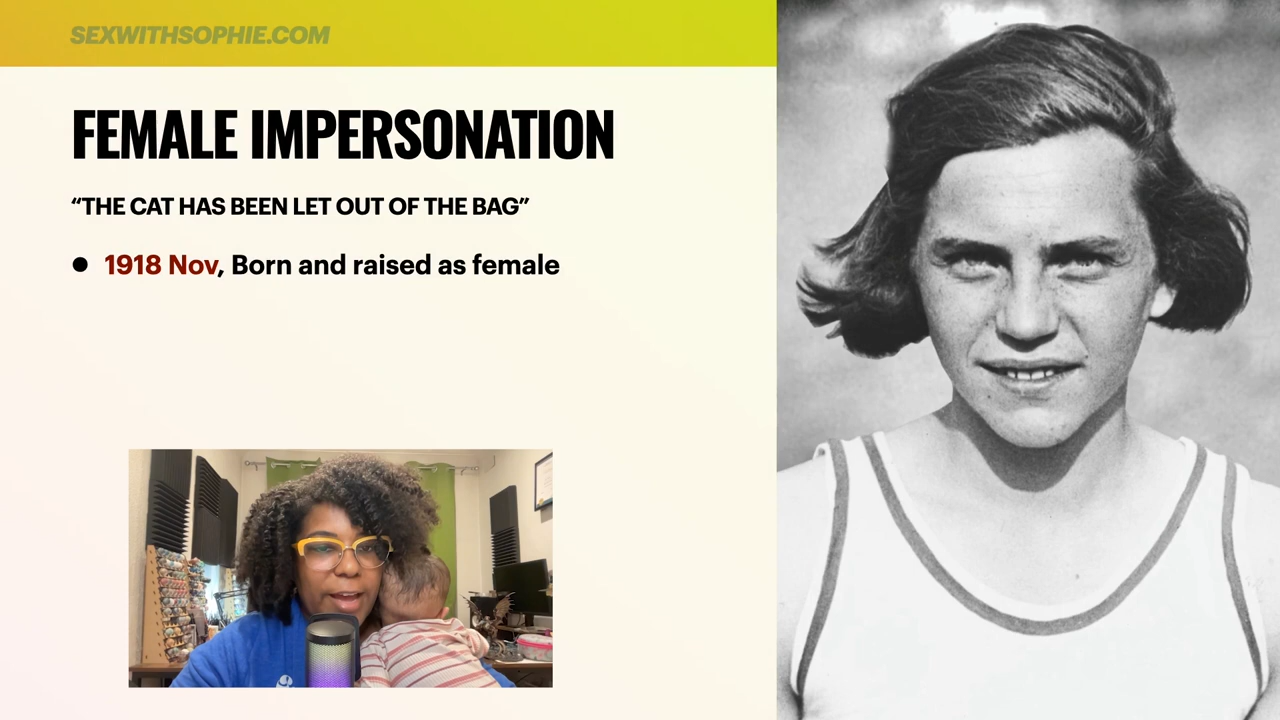 SEXWITHSOPHIE.COM
FEMALE IMPERSONATION
“THE CAT HAS BEEN LET OUT OF THE BAG”
● 1918 Nov, Born and raised as female